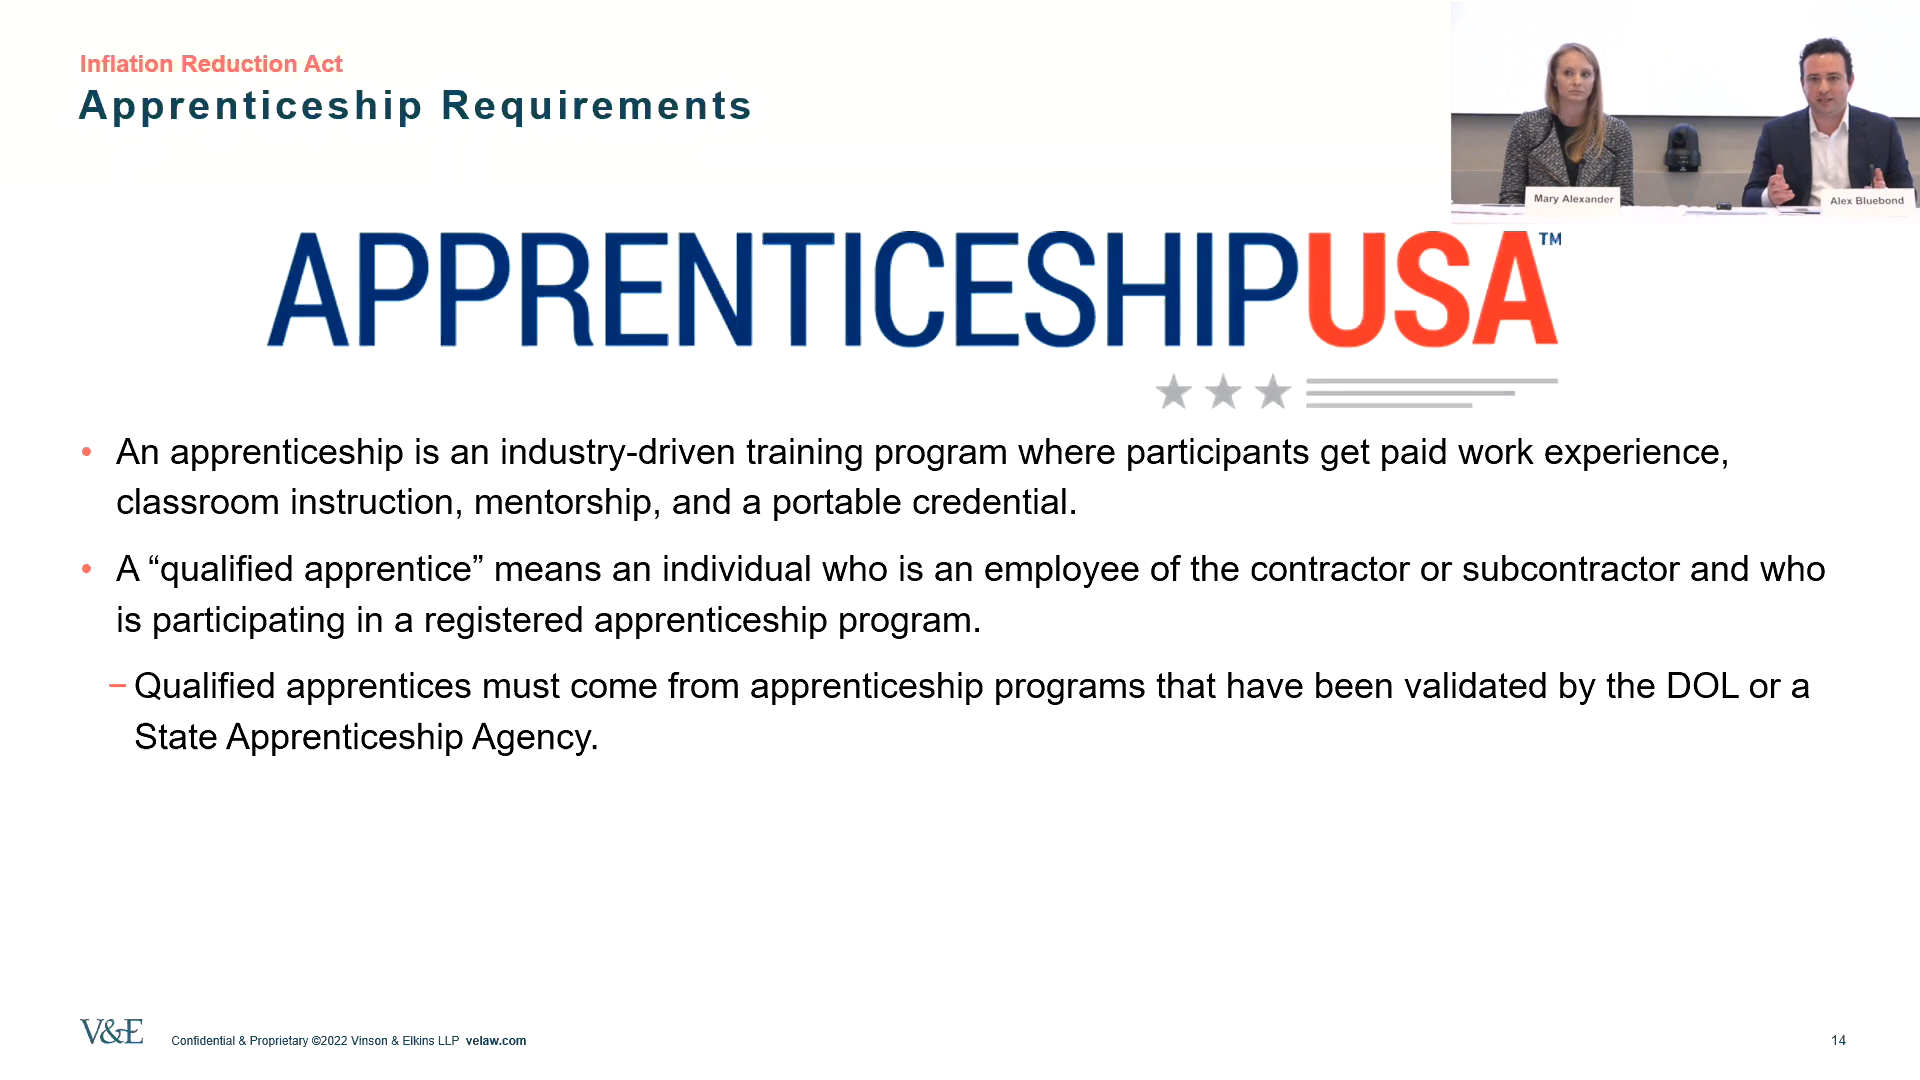 Inflation Reduction Act
Apprenticeship Requirements
Mary Alexander
Alex Bluebond
APPRENTICESHIPUSA™
• An apprenticeship is an industry-driven training program where participants get paid work experience,
classroom instruction, mentorship, and a portable credential.
• A “qualified apprentice” means an individual who is an employee of the contractor or subcontractor and who
is participating in a registered apprenticeship program.
– Qualified apprentices must come from apprenticeship programs that have been validated by the DOL or a
State Apprenticeship Agency.
V&E
Confidential & Proprietary ©2022 Vinson & Elkins LLP velaw.com
14